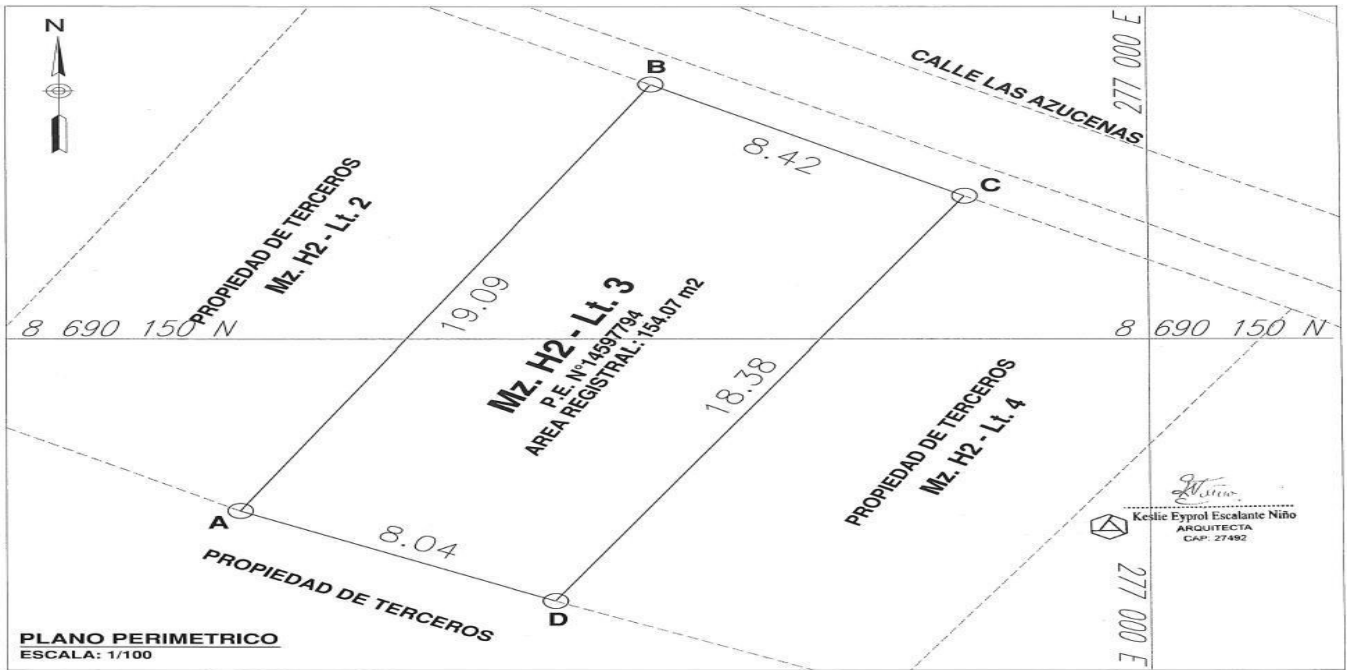 N
B
C
CALLE LAS AZUCENAS
277 000 E
8.42
PROPIEDAD DE TERCEROS
Mz. H2 - Lt. 2
19.09
Mz. H2 - Lt. 3
P.E. N°14597794
AREA REGISTRAL: 154.07 m2
8 690 150 N
8 690 150 N
18.38
PROPIEDAD DE TERCEROS
Mz. H2 - Lt. 4
A
8.04
D
PROPIEDAD DE TERCEROS
Keslie Eyprol Escalante Niño
ARQUITECTA
CAP: 27492
277 000 E
PLANO PERIMETRICO
ESCALA: 1/100